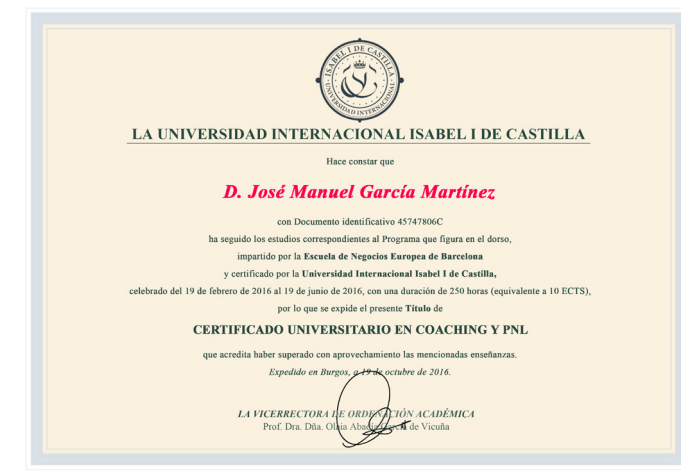 ISABEL I DE CASTILLA
UNIVERSIDAD INTERNACIONAL
LA UNIVERSIDAD INTERNACIONAL ISABEL I DE CASTILLA
Hace constar que
D. José Manuel García Martínez
con Documento identificativo 45747806C
ha seguido los estudios correspondientes al Programa que figura en el dorso,
impartido por la Escuela de Negocios Europea de Barcelona
y certificado por la Universidad Internacional Isabel I de Castilla,
celebrado del 19 de febrero de 2016 al 19 de junio de 2016, con una duración de 250 horas (equivalente a 10 ECTS),
por lo que se expide el presente Título de
CERTIFICADO UNIVERSITARIO EN COACHING Y PNL
que acredita haber superado con aprovechamiento las mencionadas enseñanzas.
Expedido en Burgos, a 19 de octubre de 2016.
LA VICERRECTORA DE ORDENACIÓN ACADÉMICA
Prof. Dra. Dña. Olaia Abadía García de Vicuña